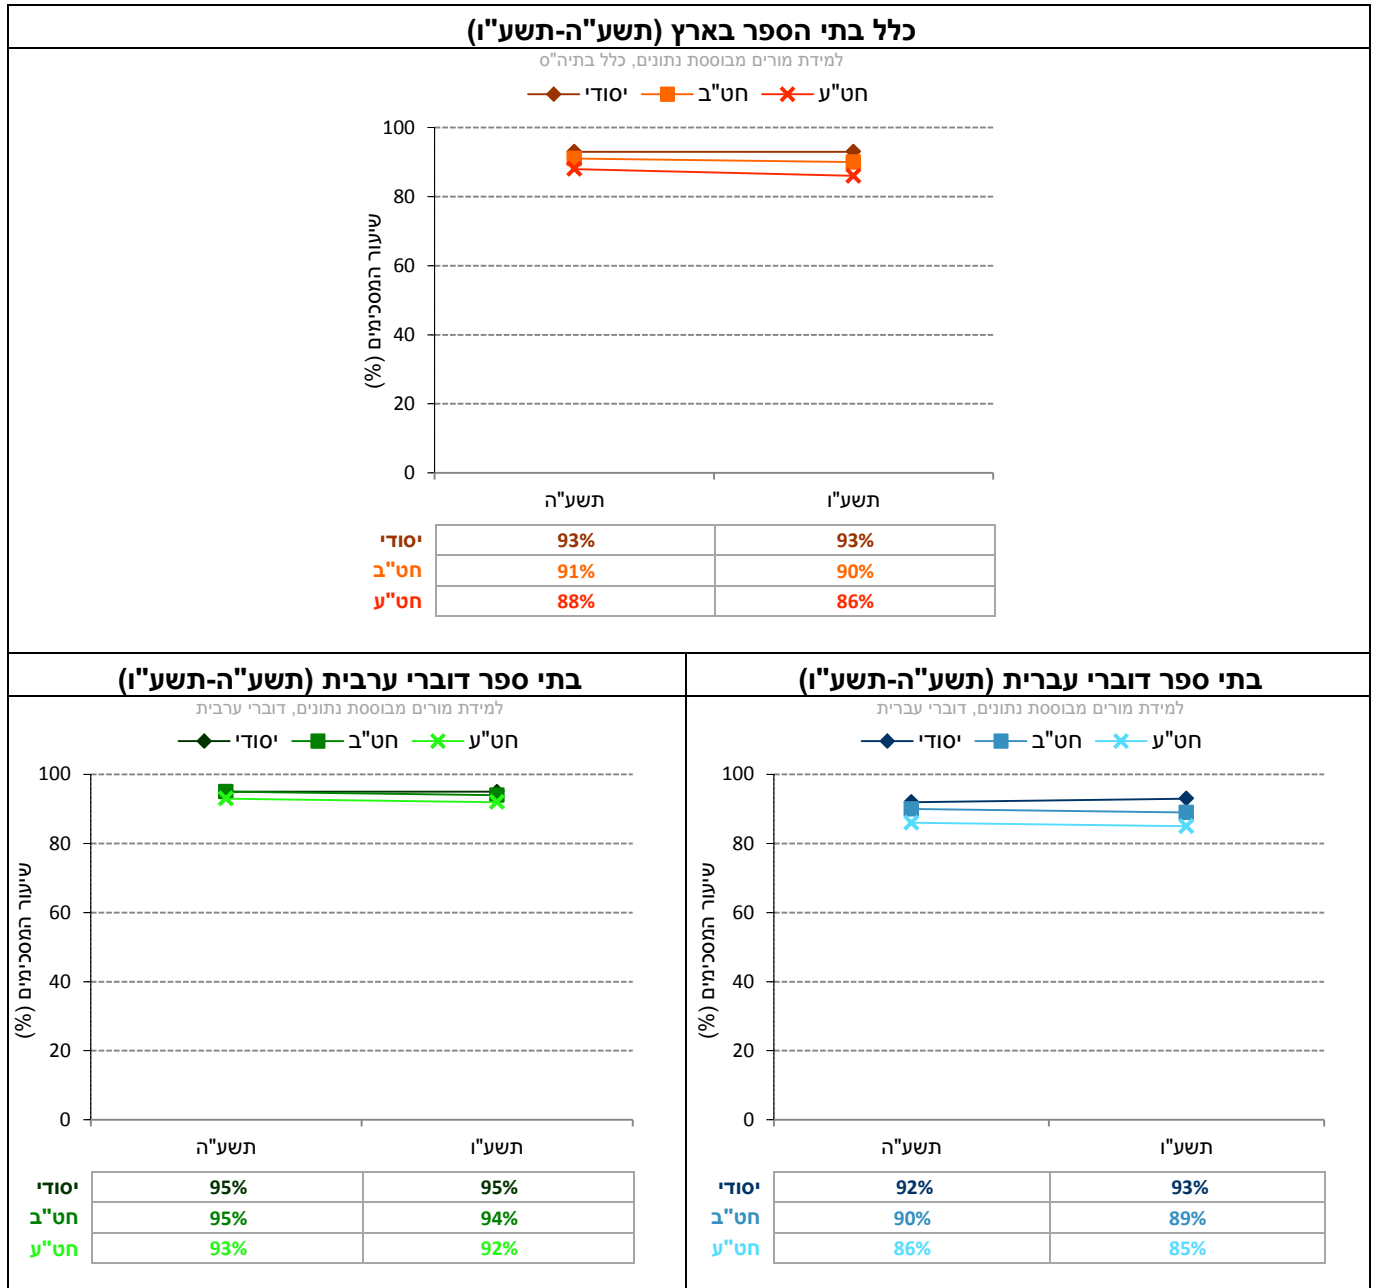 כלל בתי הספר בארץ (תשע"ה-תשע"ו)
למידת מורים מבוססת נתונים, כלל בתיה"ס
יסודי חט"ב חט"ע
שיעור המסכימים (%)
100
80
60
40
20
0
תשע"ה תשע"ו
יסודי 93% 93%
חט"ב 91% 90%
חט"ע 88% 86%
בתי ספר דוברי עברית (תשע"ה-תשע"ו)
למידת מורים מבוססת נתונים, דוברי עברית
יסודי חט"ב חט"ע
שיעור המסכימים (%)
100
80
60
40
20
0
תשע"ה תשע"ו
יסודי 92% 93%
חט"ב 90% 89%
חט"ע 86% 85%
בתי ספר דוברי ערבית (תשע"ה-תשע"ו)
למידת מורים מבוססת נתונים, דוברי ערבית
יסודי חט"ב חט"ע
שיעור המסכימים (%)
100
80
60
40
20
0
תשע"ה תשע"ו
יסודי 95% 95%
חט"ב 95% 94%
חט"ע 93% 92%